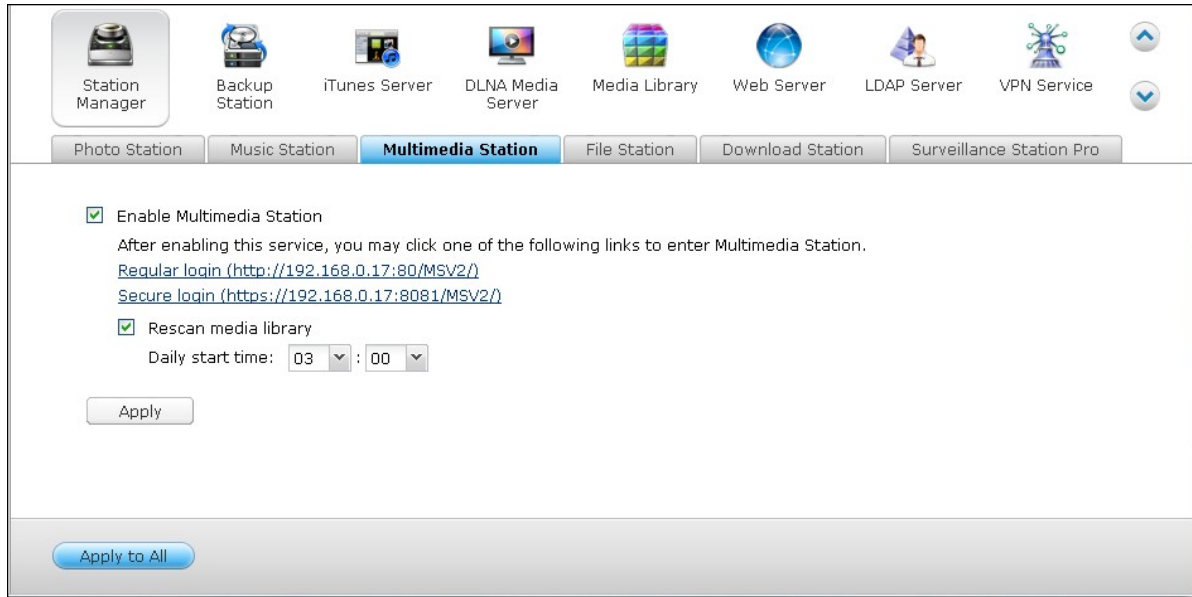 Station Manager
Backup Station
iTunes Server
DLNA Media Server
Media Library
Web Server
LDAP Server
VPN Service
Photo Station
Music Station
Multimedia Station
File Station
Download Station
Surveillance Station Pro
Enable Multimedia Station
After enabling this service, you may click one of the following links to enter Multimedia Station.
Regular login (http://192.168.0.17:80/MSV2/)
Secure login (https://192.168.0.17:8081/MSV2/)
Rescan media library
Daily start time: 03 : 00
Apply
Apply to All